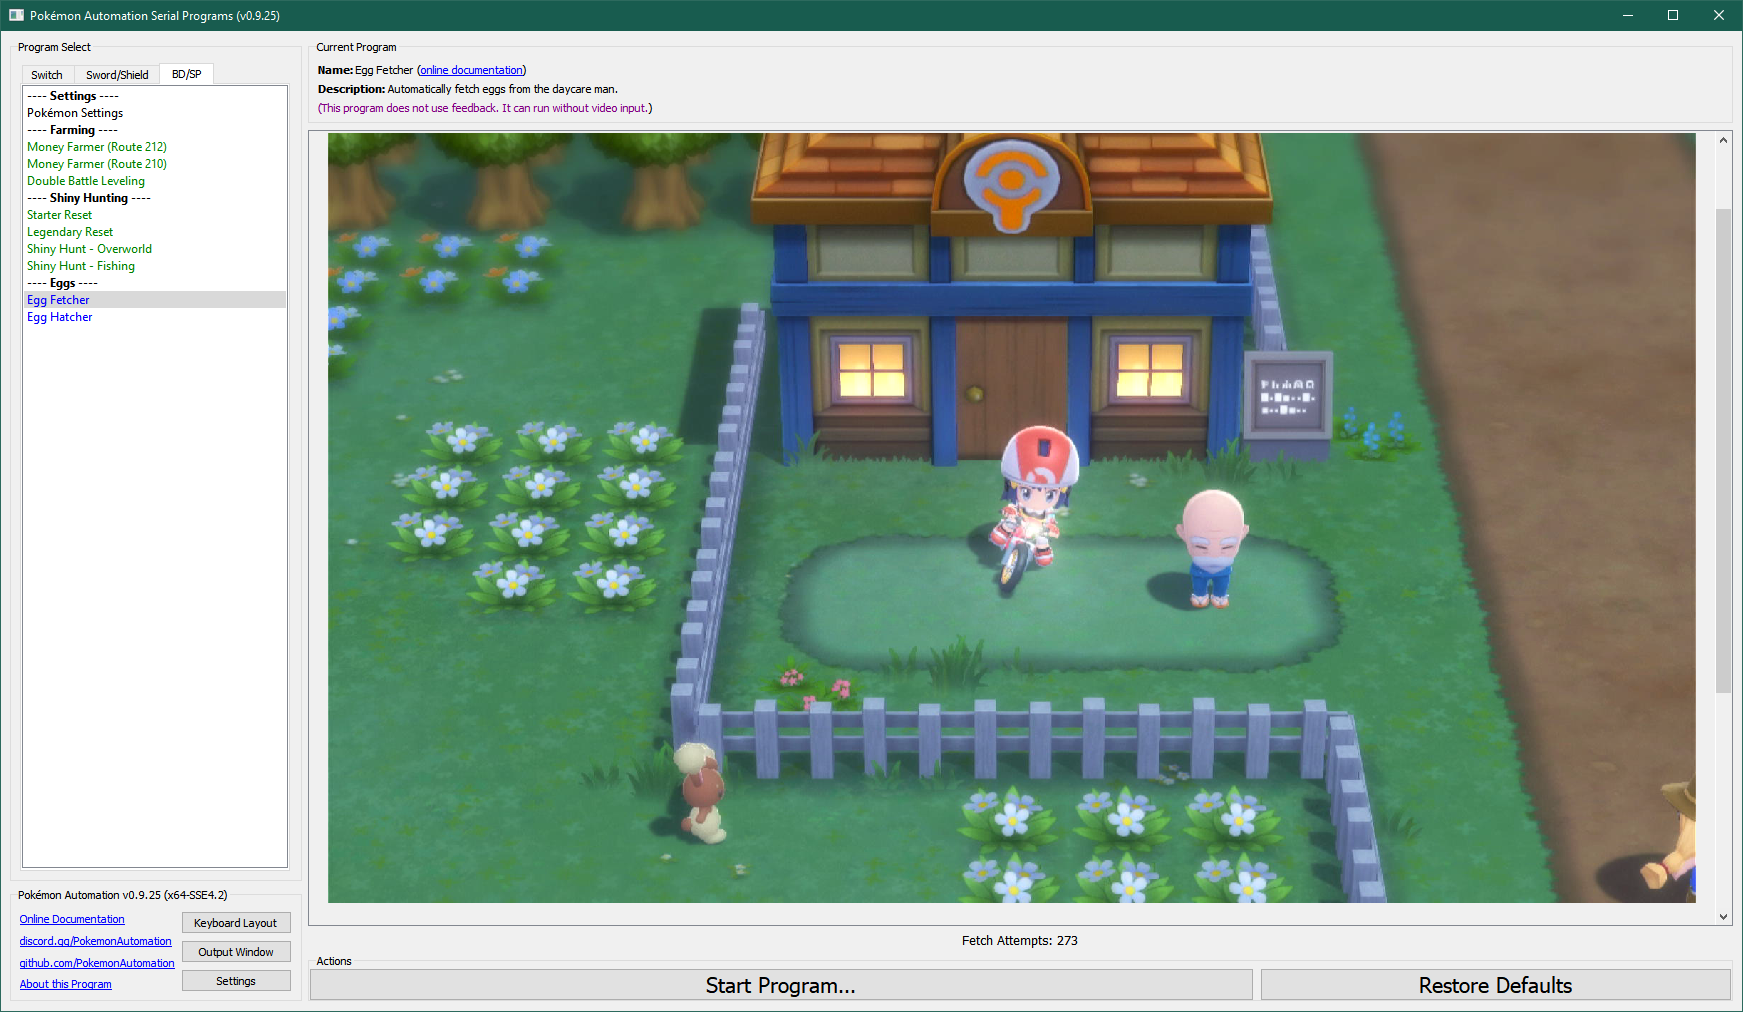 Pokémon Automation Serial Programs (v0.9.25)
Program Select
Switch
Sword/Shield
BD/SP
---- Settings ----
Pokémon Settings
---- Farming ----
Money Farmer (Route 212)
Money Farmer (Route 210)
Double Battle Leveling
---- Shiny Hunting ----
Starter Reset
Legendary Reset
Shiny Hunt - Overworld
Shiny Hunt - Fishing
---- Eggs ----
Egg Fetcher
Egg Hatcher
Pokémon Automation v0.9.25 (x64-SSE4.2)
Online Documentation
discord.gg/PokemonAutomation
github.com/PokemonAutomation
About this Program
Keyboard Layout
Output Window
Settings
Current Program
Name: Egg Fetcher (online documentation)
Description: Automatically fetch eggs from the daycare man.
(This program does not use feedback. It can run without video input.)
Fetch Attempts: 273
Actions
Start Program...
Restore Defaults